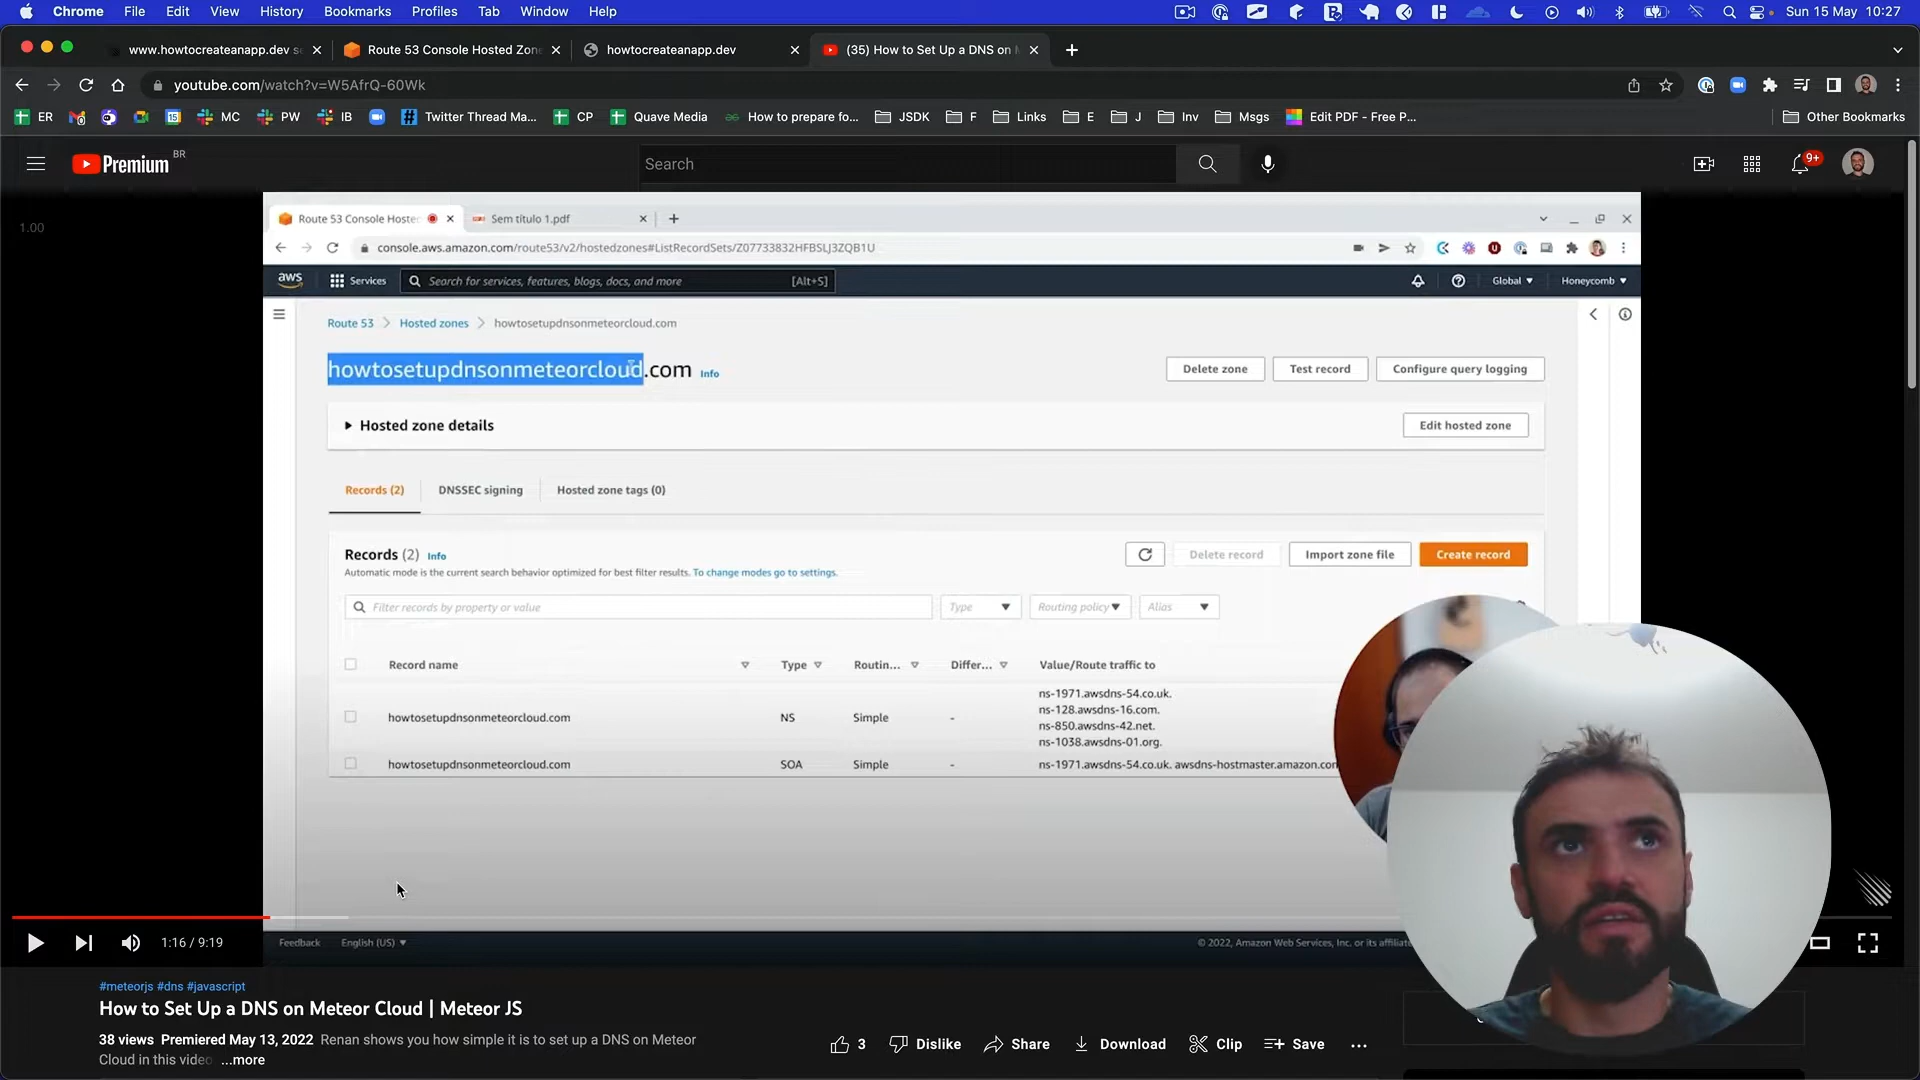 Chrome File Edit View History Bookmarks Profiles Tab Window Help Sun 15 May 10:27
www.howtocreateanapp.dev s Route 53 Console Hosted Zon howtocreateanapp.dev (35) How to Set Up a DNS on M
youtube.com/watch?v=W5AfrQ-60Wk
ER 15 MC PW IB Twitter Thread Ma... CP Quave Media How to prepare fo... JSDK F Links E J Inv Msgs Edit PDF - Free P... Other Bookmarks
Premium BR Search 9+
1.00
Route 53 Console Hoste Sem título 1.pdf
console.aws.amazon.com/route53/v2/hostedzones#ListRecordSets/Z07733832HFBSLJ3ZQB1U
aws Services Search for services, features, blogs, docs, and more [Alt+S] Global Honeycomb
Route 53 Hosted zones howtosetupdnsonmeteorcloud.com
howtosetupdnsonmeteorcloud.com Info Delete zone Test record Configure query logging
Hosted zone details Edit hosted zone
Records (2) DNSSEC signing Hosted zone tags (0)
Records (2) Info Delete record Import zone file Create record
Automatic mode is the current search behavior optimized for best filter results. To change modes go to settings.
Filter records by property or value Type Routing policy Alias
Record name Type Routin... Differ... Value/Route traffic to
ns-1971.awsdns-54.co.uk.
howtosetupdnsonmeteorcloud.com NS Simple - ns-128.awsdns-16.com.
ns-850.awsdns-42.net.
ns-1038.awsdns-01.org.
howtosetupdnsonmeteorcloud.com SOA Simple - ns-1971.awsdns-54.co.uk. awsdns-hostmaster.amazon.com
1:16 / 9:19 Feedback English (US) © 2022, Amazon Web Services, Inc. or its affiliate
#meteorjs #dns #javascript
How to Set Up a DNS on Meteor Cloud | Meteor JS
38 views Premiered May 13, 2022 Renan shows you how simple it is to set up a DNS on Meteor
Cloud in this video ...more
3 Dislike Share Download Clip Save ...